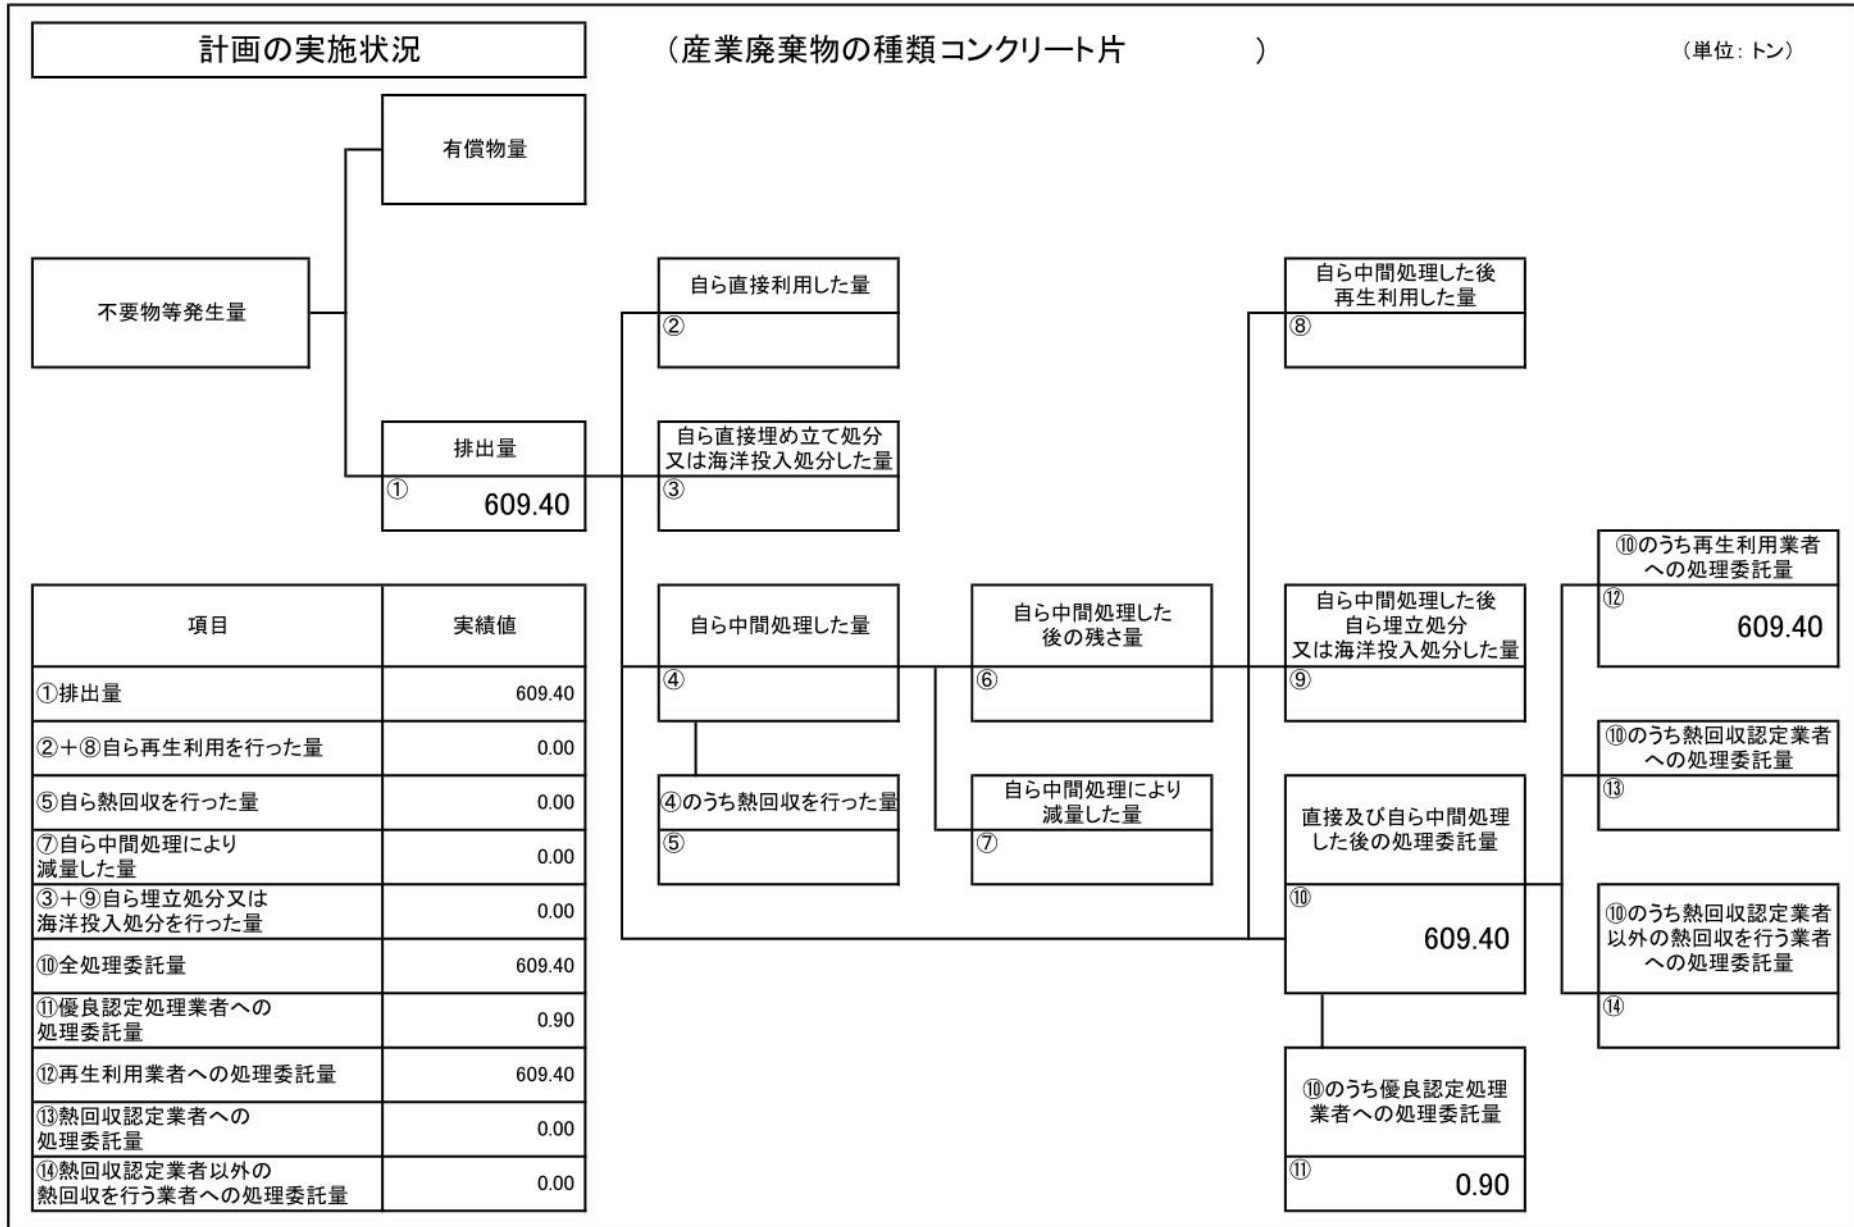 計画の実施状況
（産業廃棄物の種類コンクリート片　　　　　）
（単位：トン）
有償物量
不要物等発生量
自ら直接利用した量
②
自ら中間処理した後
再生利用した量
⑧
排出量
①
609.40
自ら直接埋め立て処分
又は海洋投入処分した量
③
⑩のうち再生利用業者
への処理委託量
⑫
609.40
自ら中間処理した量
④
自ら中間処理した
後の残さ量
⑥
自ら中間処理した後
自ら埋立処分
又は海洋投入処分した量
⑨
⑩のうち熱回収認定業者
への処理委託量
⑬
④のうち熱回収を行った量
⑤
自ら中間処理により
減量した量
⑦
直接及び自ら中間処理
した後の処理委託量
⑩
609.40
⑩のうち熱回収認定業者
以外の熱回収を行う業者
への処理委託量
⑭
⑩のうち優良認定処理
業者への処理委託量
⑪
0.90
項目 実績値
①排出量 609.40
②＋⑧自ら再生利用を行った量 0.00
⑤自ら熱回収を行った量 0.00
⑦自ら中間処理により
減量した量 0.00
③＋⑨自ら埋立処分又は
海洋投入処分を行った量 0.00
⑩全処理委託量 609.40
⑪優良認定処理業者への
処理委託量 0.90
⑫再生利用業者への処理委託量 609.40
⑬熱回収認定業者への
処理委託量 0.00
⑭熱回収認定業者以外の
熱回収を行う業者への処理委託量 0.00